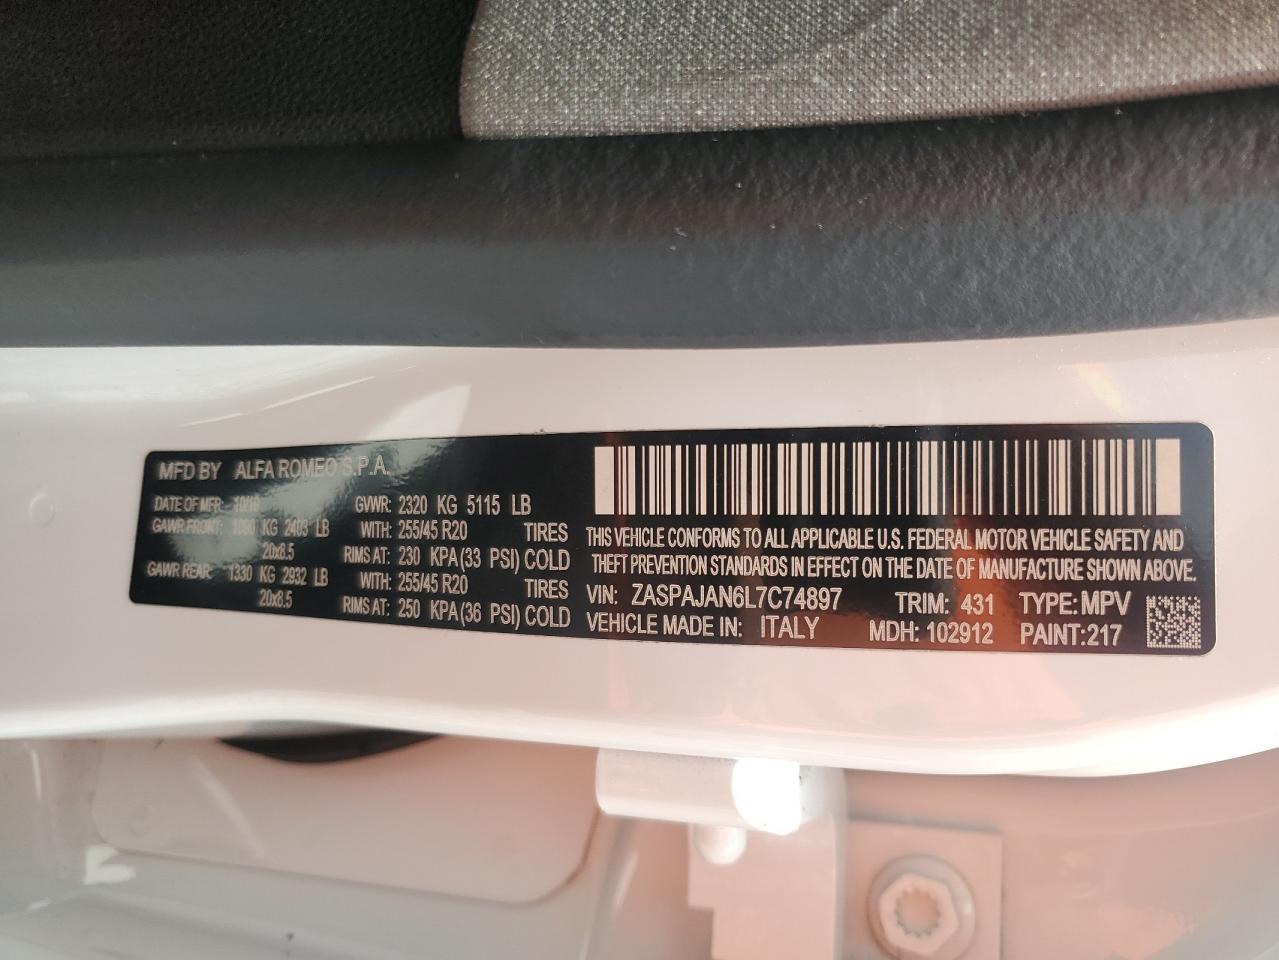 MFD BY ALFA ROMEO S.P.A.
DATE OF MFR: 10/19 GVWR: 2320 KG 5115 LB
GAWR FRONT: 1090 KG 2403 LB WITH: 255/45 R20 TIRES
20x8.5 RIMS AT: 230 KPA(33 PSI) COLD
GAWR REAR: 1330 KG 2932 LB WITH: 255/45 R20 TIRES
20x8.5 RIMS AT: 250 KPA(36 PSI) COLD
THIS VEHICLE CONFORMS TO ALL APPLICABLE U.S. FEDERAL MOTOR VEHICLE SAFETY AND
THEFT PREVENTION STANDARDS IN EFFECT ON THE DATE OF MANUFACTURE SHOWN ABOVE.
VIN: ZASPAJAN6L7C74897 TRIM: 431 TYPE: MPV
VEHICLE MADE IN: ITALY MDH: 102912 PAINT:217